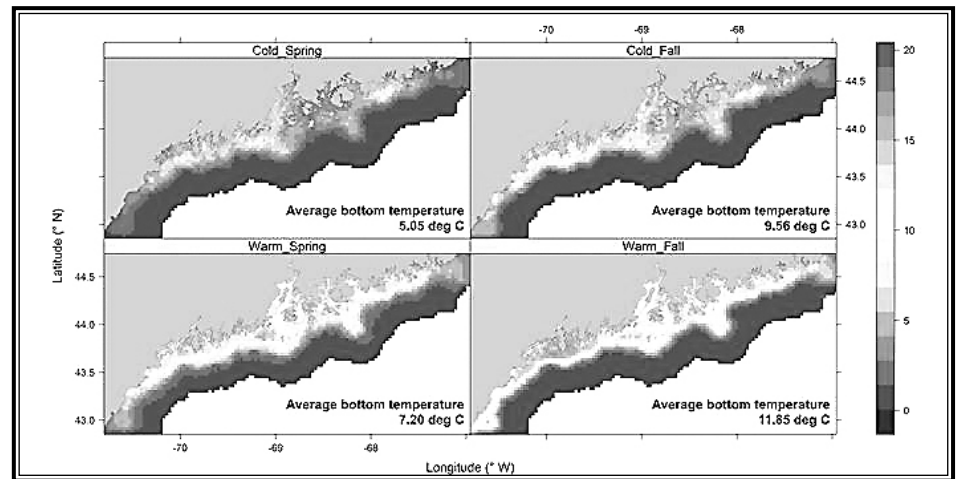 -70 -69 -68
Cold_Spring Cold_Fall
20
44.5
15
44.0
43.5
10
Average bottom temperature
5.05 deg C
Average bottom temperature
9.56 deg C
43.0
Latitude (° N)
Warm_Spring Warm_Fall
44.5
44.0
5
43.5
Average bottom temperature
7.20 deg C
Average bottom temperature
11.85 deg C
0
43.0
-70 -69 -68
Longitude (° W)